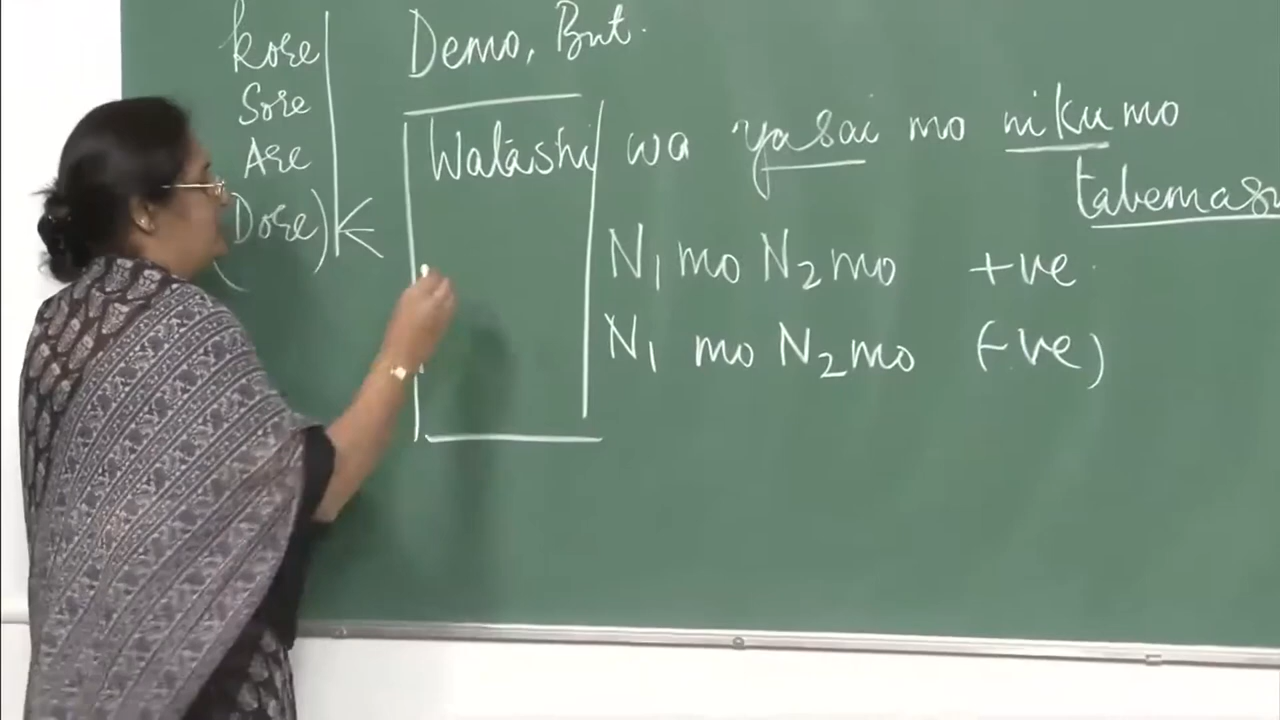 kore
Sore
Are
(Dore)
Demo, But.
Watashi wa yasai mo niku mo
tabemasu
N1 mo N2 mo +ve
N1 mo N2 mo (-ve)